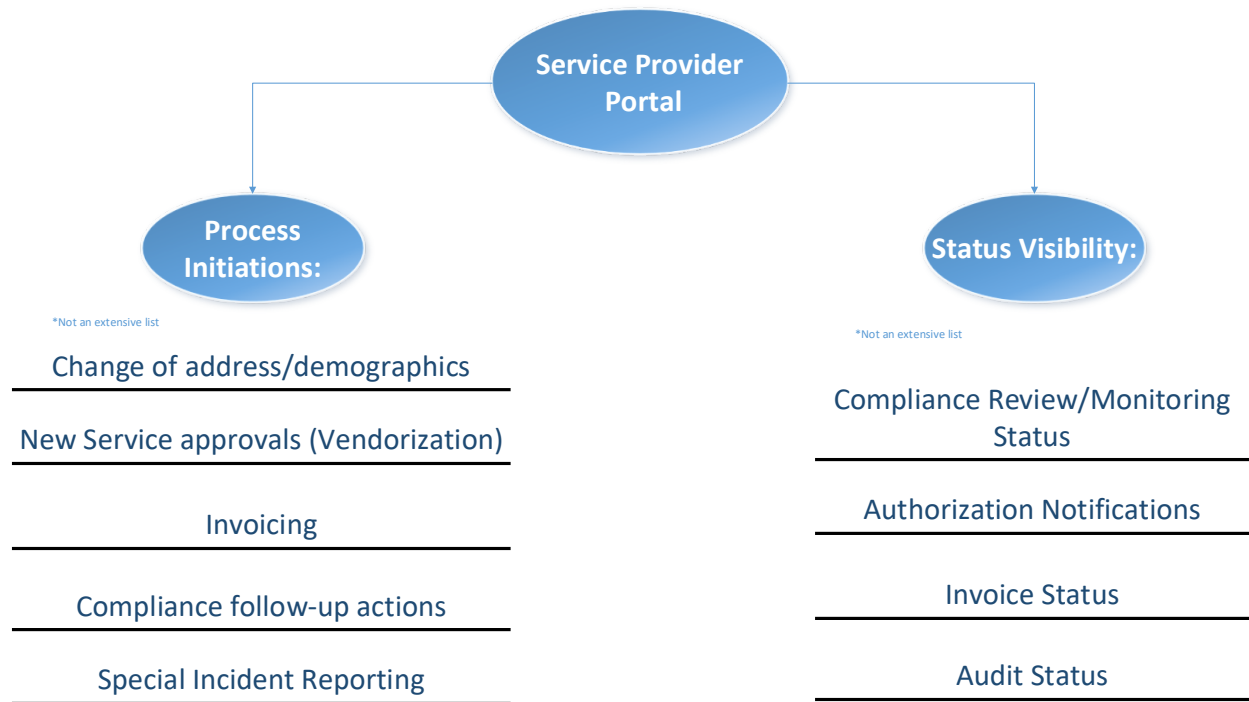 Service Provider
Portal
Process
Initiations:
*Not an extensive list
Change of address/demographics
New Service approvals (Vendorization)
Invoicing
Compliance follow-up actions
Special Incident Reporting
Status Visibility:
*Not an extensive list
Compliance Review/Monitoring
Status
Authorization Notifications
Invoice Status
Audit Status